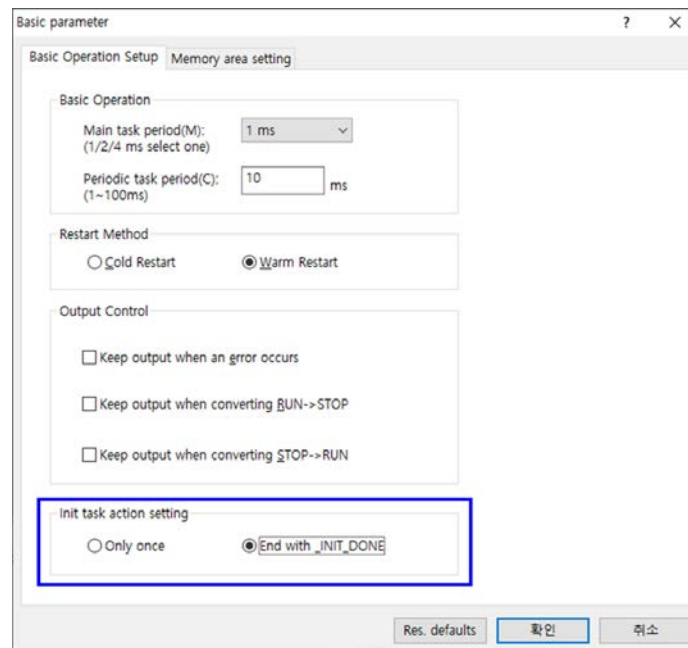 Basic parameter
Basic Operation Setup
Memory area setting
Basic Operation
Main task period(M):
1 ms
(1/2/4 ms select one)
Periodic task period(C):
10
ms
(1~100ms)
Restart Method
Cold Restart
Warm Restart
Output Control
Keep output when an error occurs
Keep output when converting RUN->STOP
Keep output when converting STOP->RUN
Init task action setting
Only once
End with _INIT_DONE
Res. defaults
확인
취소